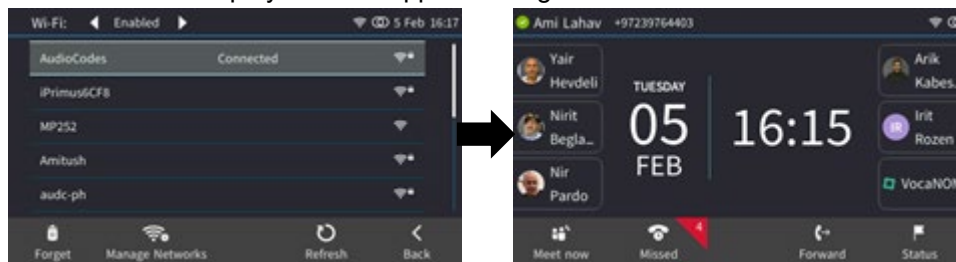 Wi-Fi: Enabled 5 Feb 16:17
AudioCodes Connected
iPrimus6CF8
MP252
Amitush
audc-ph
Forget Manage Networks Refresh Back
Ami Lahav +97239764403
Yair
Hevdeli
Nirit
Begla...
Nir
Pardo
TUESDAY
05
FEB
16:15
Arik
Kabes.
IR
Irit
Rozen
VocaNOM
4
Meet now Missed Forward Status